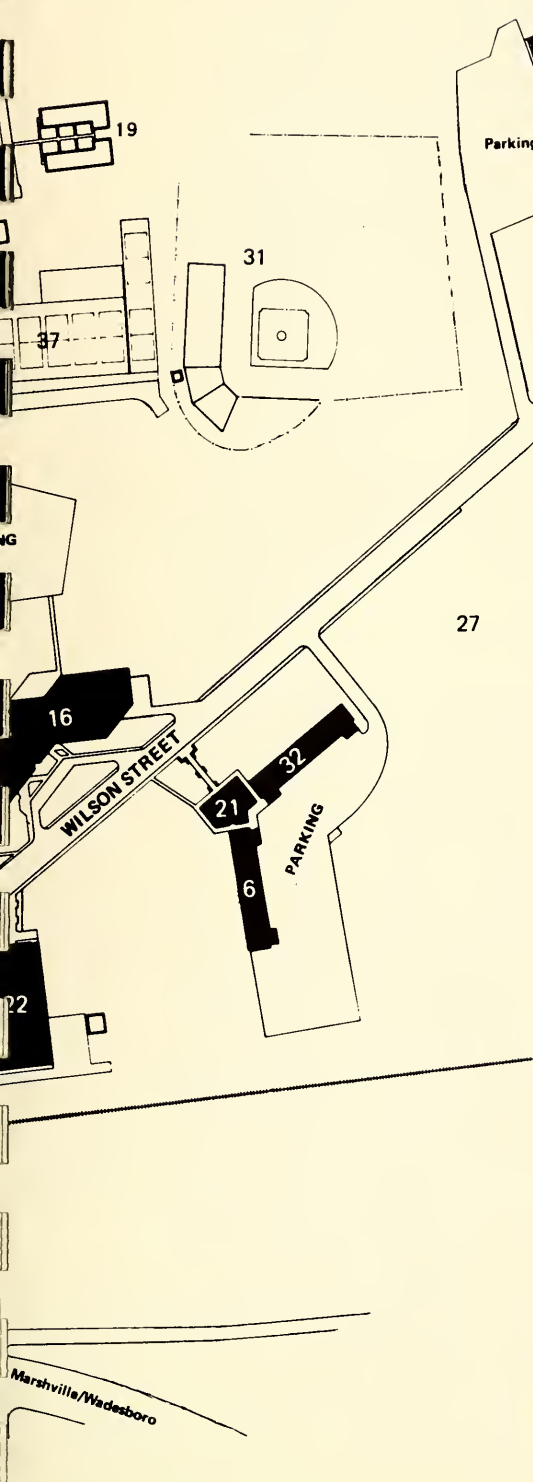 19
Parking
31
37
NG
27
16
WILSON STREET
32
21
PARKING
6
22
Marshville/Wadesboro